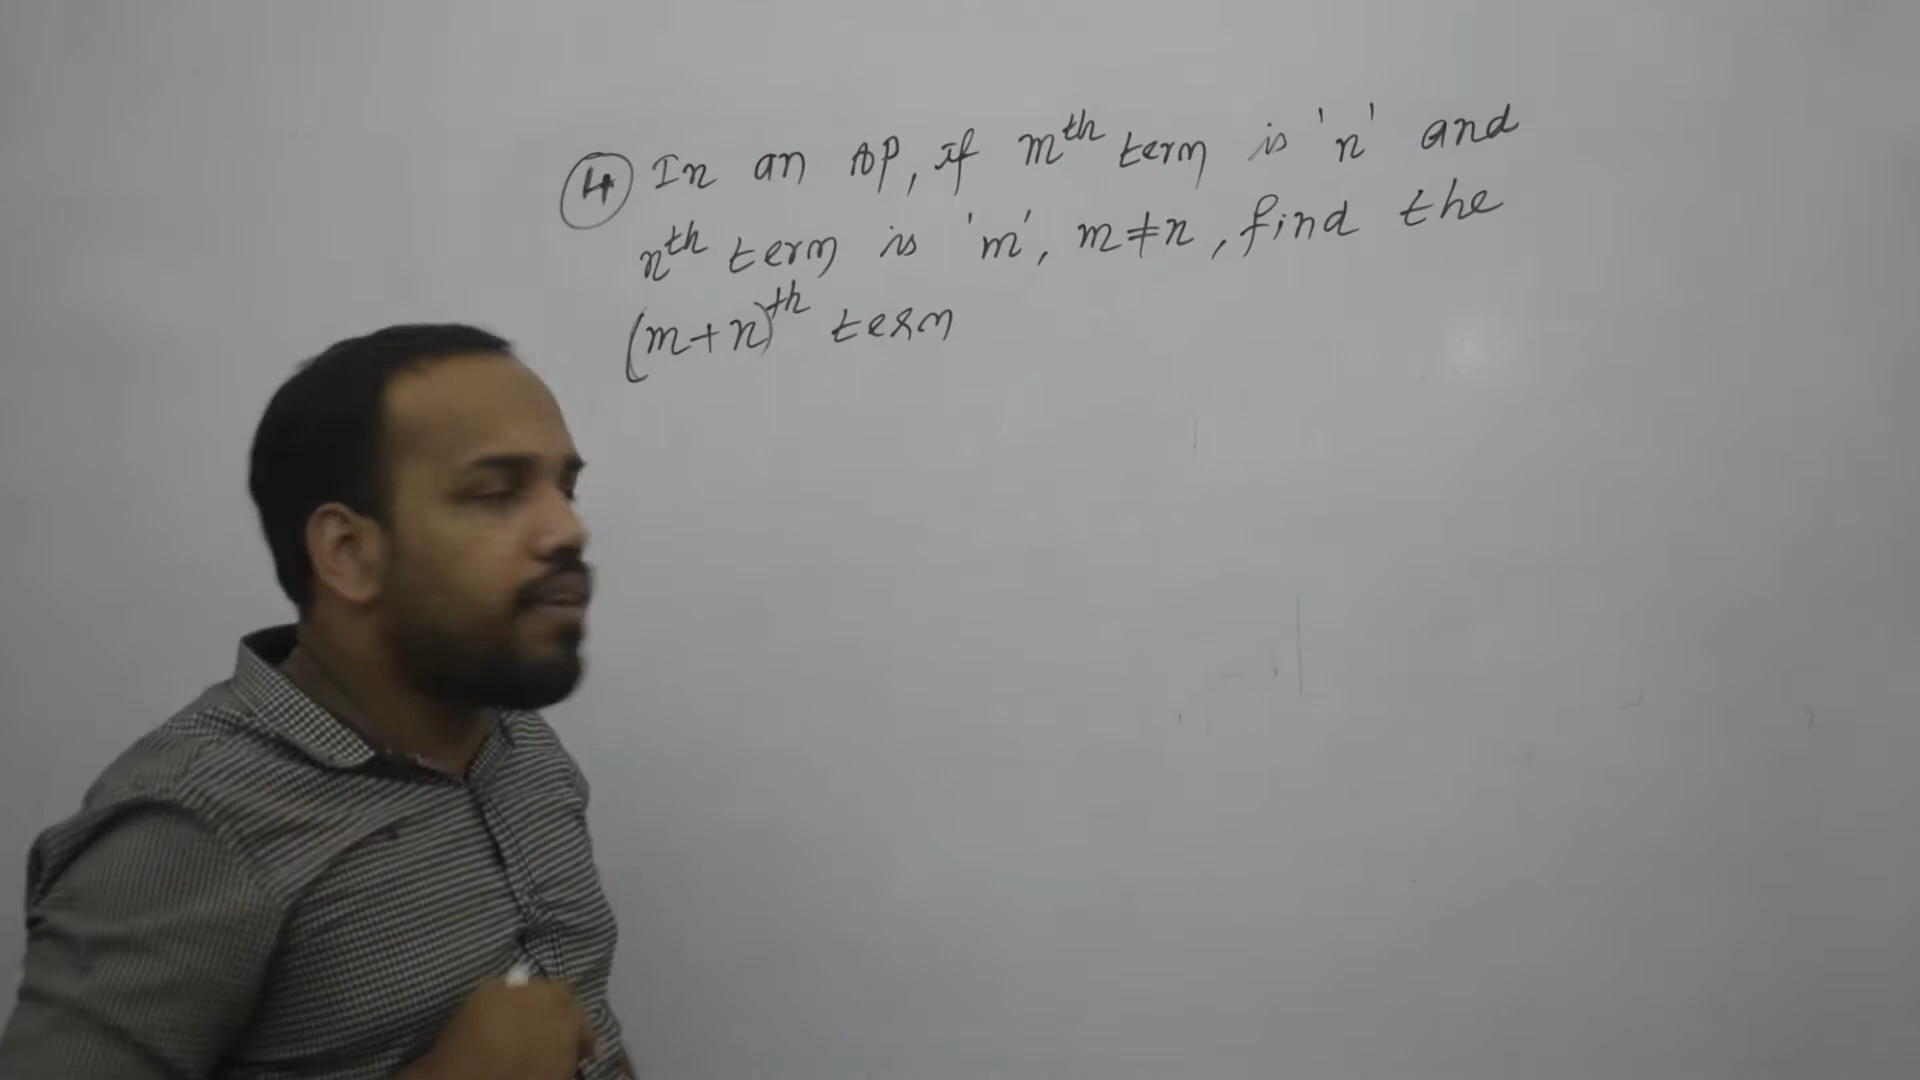 ④ In an AP, if mᵗʰ term is 'n' and
nᵗʰ term is 'm', m≠n, find the
(m+n)ᵗʰ term